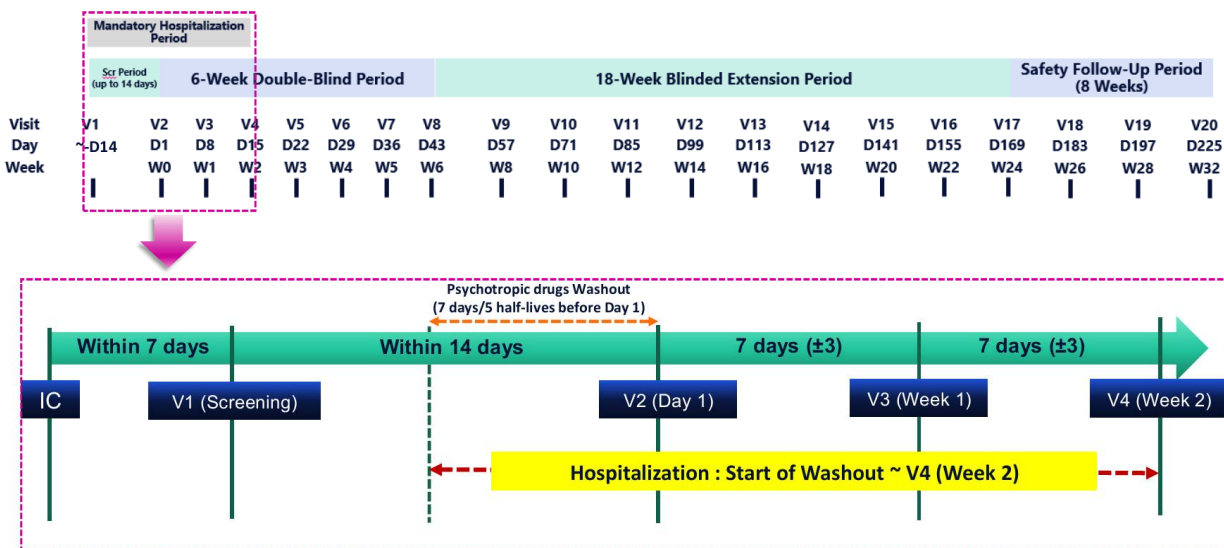 Mandatory Hospitalization
Period
Scr Period
(up to 14 days)
6-Week Double-Blind Period
18-Week Blinded Extension Period
Safety Follow-Up Period
(8 Weeks)
Visit V1 V2 V3 V4 V5 V6 V7 V8 V9 V10 V11 V12 V13 V14 V15 V16 V17 V18 V19 V20
Day ~-D14 D1 D8 D15 D22 D29 D36 D43 D57 D71 D85 D99 D113 D127 D141 D155 D169 D183 D197 D225
Week W0 W1 W2 W3 W4 W5 W6 W8 W10 W12 W14 W16 W18 W20 W22 W24 W26 W28 W32
Psychotropic drugs Washout
(7 days/5 half-lives before Day 1)
Within 7 days Within 14 days 7 days (±3) 7 days (±3)
IC V1 (Screening) V2 (Day 1) V3 (Week 1) V4 (Week 2)
Hospitalization : Start of Washout ~ V4 (Week 2)